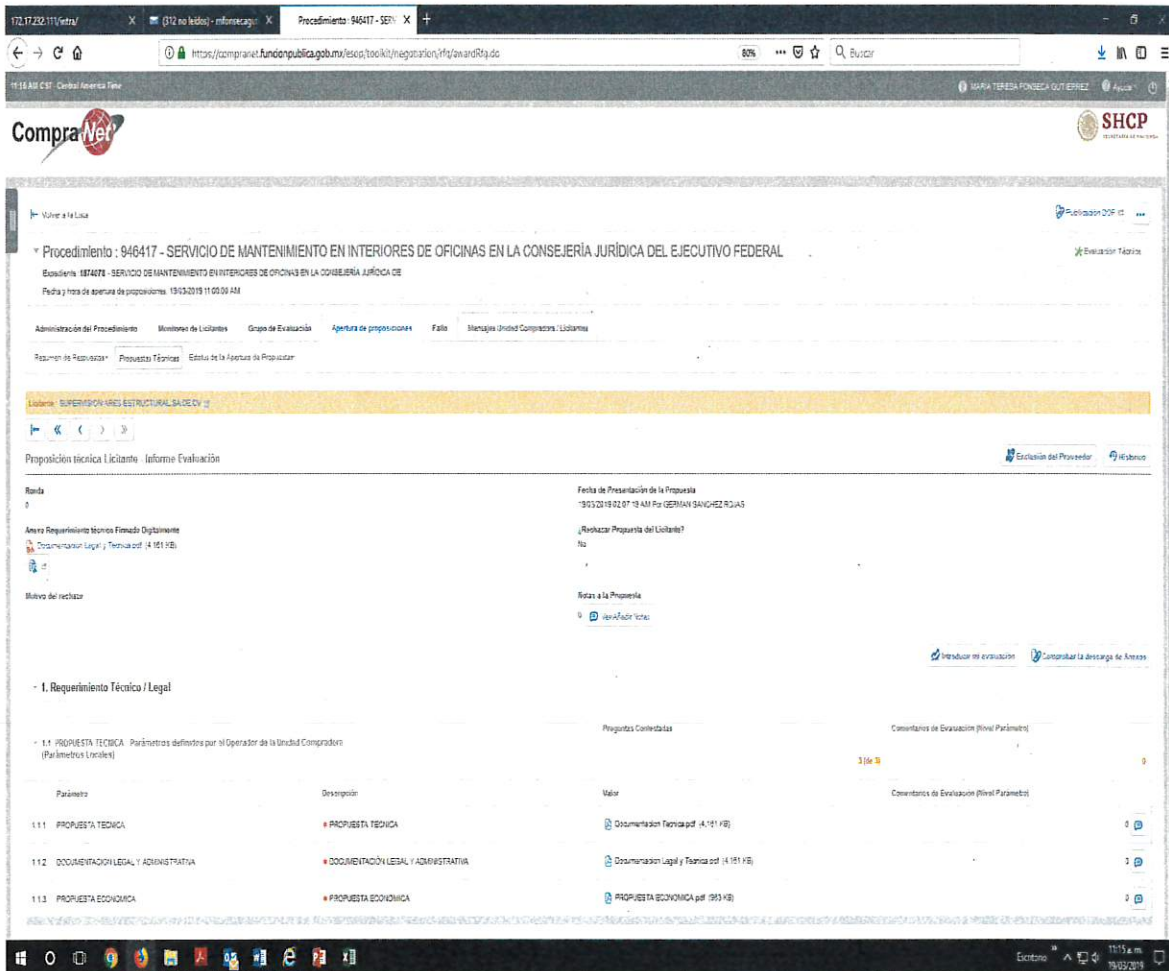 172.17.232.111/intra/
(312 no leídos) - mfonsecagu
Procedimiento : 946417 - SERV
https://compranet.funcionpublica.gob.mx/esop/toolkit/negotiation/rfq/awardRfq.do
80%
Buscar
11:16 AM CST - Central America Time
MARIA TERESA FONSECA GUTIERREZ
Ayuda
CompraNet
SHCP
Volver a la Lista
Publicación DOF
Procedimiento : 946417 - SERVICIO DE MANTENIMIENTO EN INTERIORES DE OFICINAS EN LA CONSEJERÍA JURÍDICA DEL EJECUTIVO FEDERAL
Evaluación Técnica
Expediente 1874078 - SERVICIO DE MANTENIMIENTO EN INTERIORES DE OFICINAS EN LA CONSEJERÍA JURÍDICA DE
Fecha y hora de apertura de proposiciones: 19/03/2019 11:00:00 AM
Administración del Procedimiento Monitoreo de Licitantes Grupo de Evaluación Apertura de proposiciones Fallo Mensajes Unidad Compradora / Licitantes
Resumen de Respuestas Propuestas Técnicas Estatus de la Apertura de Propuestas
Licitante : SUPERVISION ARES ESTRUCTURAL SA DE CV
Proposición técnica Licitante - Informe Evaluación
Exclusión del Proveedor Histórico
Ronda
0
Fecha de Presentación de la Propuesta
19/03/2019 02:07:19 AM Por GERMAN SANCHEZ ROJAS
Anexo Requerimiento técnico Firmado Digitalmente
Documentacion Legal y Tecnica.pdf (4,161 KB)
¿Rechazar Propuesta del Licitante?
No
Motivo del rechazo
Notas a la Propuesta
0 Ver/Añadir Notas
Introducir mi evaluación Comprobar la descarga de Anexos
- 1. Requerimiento Técnico / Legal
- 1.1 PROPUESTA TECNICA - Parámetros definidos por el Operador de la Unidad Compradora
(Parámetros Locales)
Preguntas Contestadas
3 (de 3)
Comentarios de Evaluación (Nivel Parámetro)
0
Parámetro Descripción Valor Comentarios de Evaluación (Nivel Parámetro)
1.1.1 PROPUESTA TECNICA * PROPUESTA TECNICA Documentacion Tecnica.pdf (4,161 KB) 0
1.1.2 DOCUMENTACION LEGAL Y ADMINISTRATIVA * DOCUMENTACIÓN LEGAL Y ADMINISTRATIVA Documentacion Legal y Tecnica.pdf (4,161 KB) 0
1.1.3 PROPUESTA ECONOMICA * PROPUESTA ECONOMICA PROPUESTA ECONOMICA.pdf (963 KB) 0
Escritorio
11:15 a.m.
19/03/2019